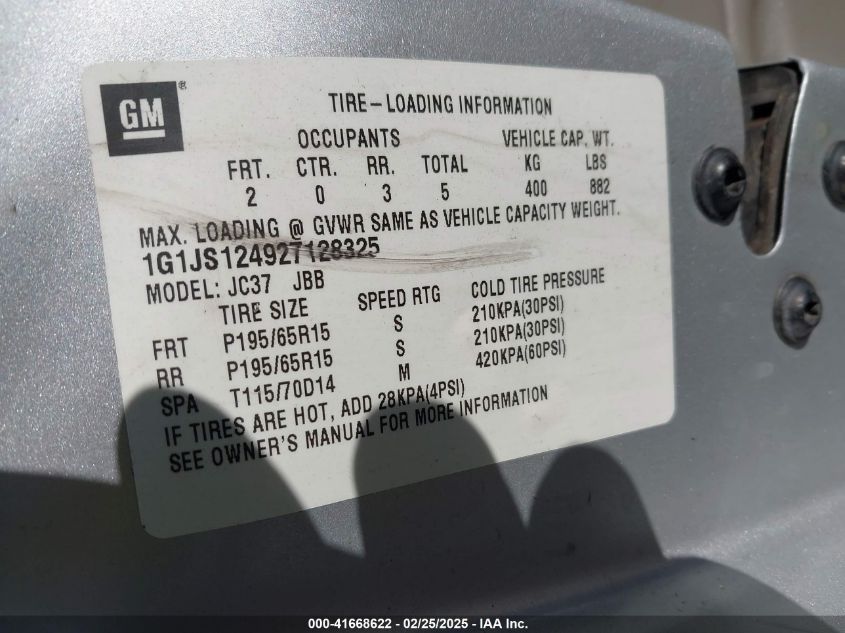 GM®
TIRE-LOADING INFORMATION
OCCUPANTS VEHICLE CAP. WT.
FRT. CTR. RR. TOTAL KG LBS
2 0 3 5 400 882
MAX. LOADING @ GVWR SAME AS VEHICLE CAPACITY WEIGHT.
1G1JS124927128325
MODEL: JC37 JBB
TIRE SIZE SPEED RTG COLD TIRE PRESSURE
FRT P195/65R15 S 210KPA(30PSI)
RR P195/65R15 S 210KPA(30PSI)
SPA T115/70D14 M 420KPA(60PSI)
IF TIRES ARE HOT, ADD 28KPA(4PSI)
SEE OWNER'S MANUAL FOR MORE INFORMATION
000-41668622 / 02/25/2025 / IAA Inc.